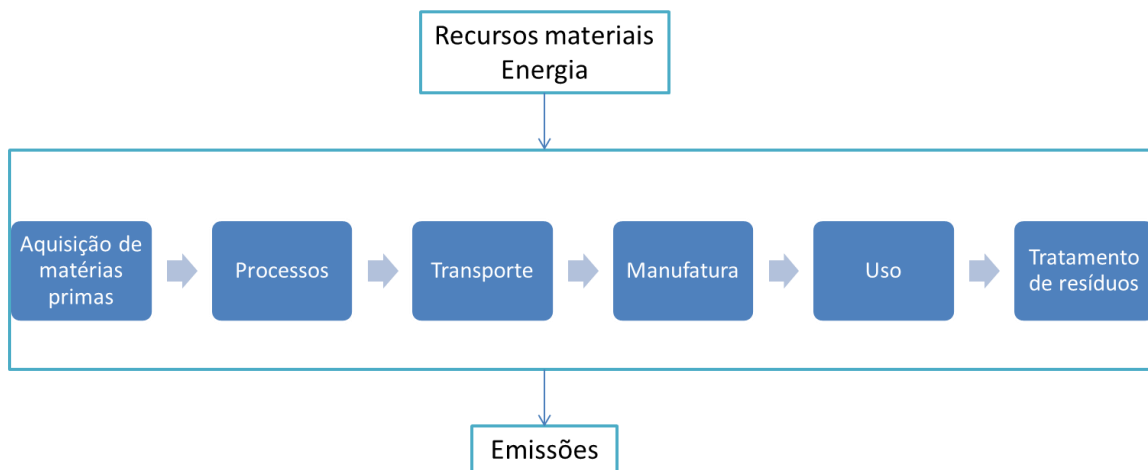 Recursos materiais
Energia
Aquisição de
matérias
primas
Processos
Transporte
Manufatura
Uso
Tratamento
de resíduos
Emissões